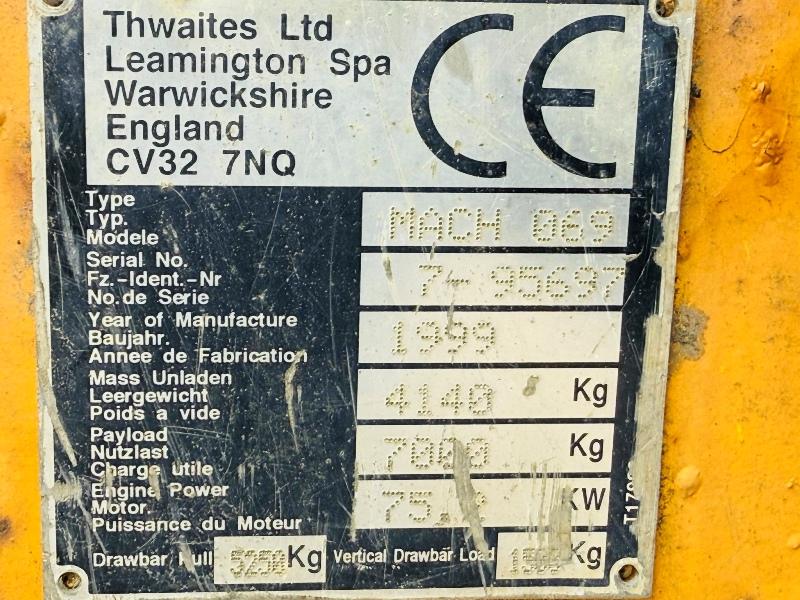 Thwaites Ltd
Leamington Spa
Warwickshire
England
CV32 7NQ
CE
Type
Typ.
Modele
MACH 069
Serial No.
Fz.-Ident.-Nr
No.de Serie
7- 95697
Year of Manufacture
Baujahr.
Annee de Fabrication
1999
Mass Unladen
Leergewicht
Poids a vide
4140 Kg
Payload
Nutzlast
Charge utile
7000 Kg
Engine Power
Motor.
Puissance du Moteur
KW
Drawbar Pull 5250 Kg Vertical Drawbar Load Kg